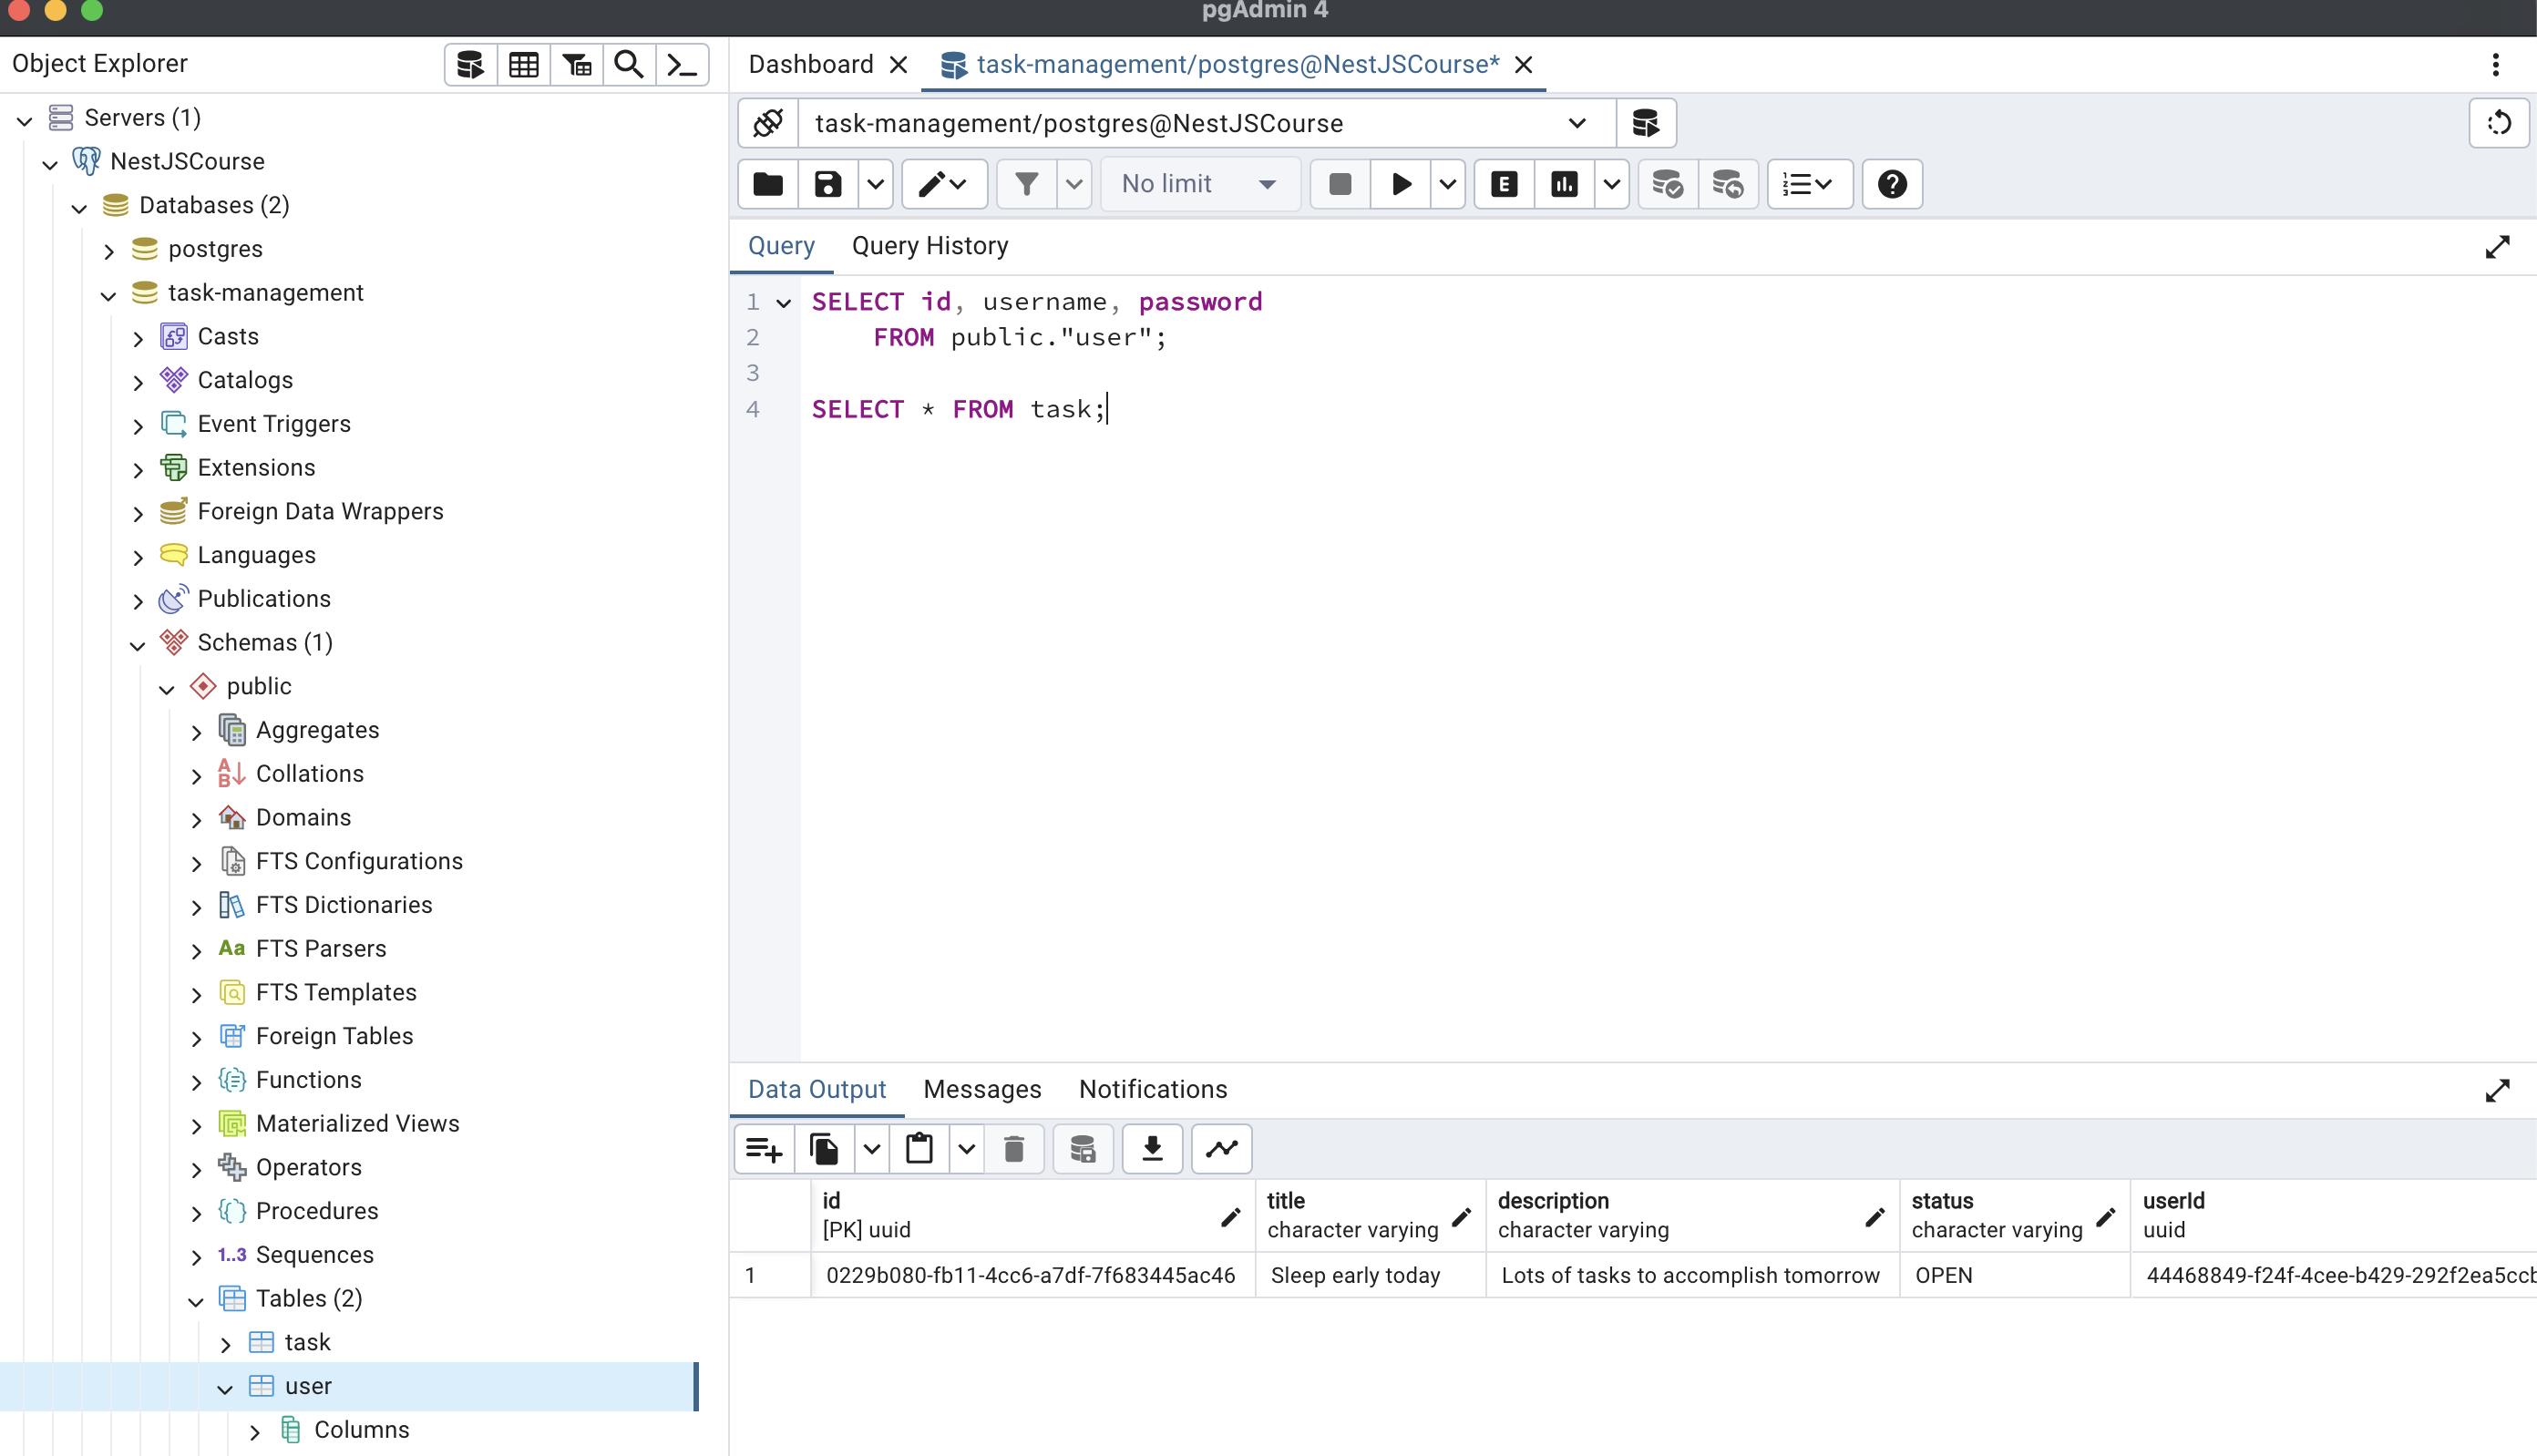 pgAdmin 4
Object Explorer
Servers (1)
NestJSCourse
Databases (2)
postgres
task-management
Casts
Catalogs
Event Triggers
Extensions
Foreign Data Wrappers
Languages
Publications
Schemas (1)
public
Aggregates
Collations
Domains
FTS Configurations
FTS Dictionaries
Aa FTS Parsers
FTS Templates
Foreign Tables
Functions
Materialized Views
Operators
Procedures
1..3 Sequences
Tables (2)
task
user
Columns
Dashboard task-management/postgres@NestJSCourse*
task-management/postgres@NestJSCourse
No limit
Query Query History
1 SELECT id, username, password
2 FROM public."user";
3
4 SELECT * FROM task;
Data Output Messages Notifications
id title description status userId
[PK] uuid character varying character varying character varying uuid
1 0229b080-fb11-4cc6-a7df-7f683445ac46 Sleep early today Lots of tasks to accomplish tomorrow OPEN 44468849-f24f-4cee-b429-292f2ea5ccb